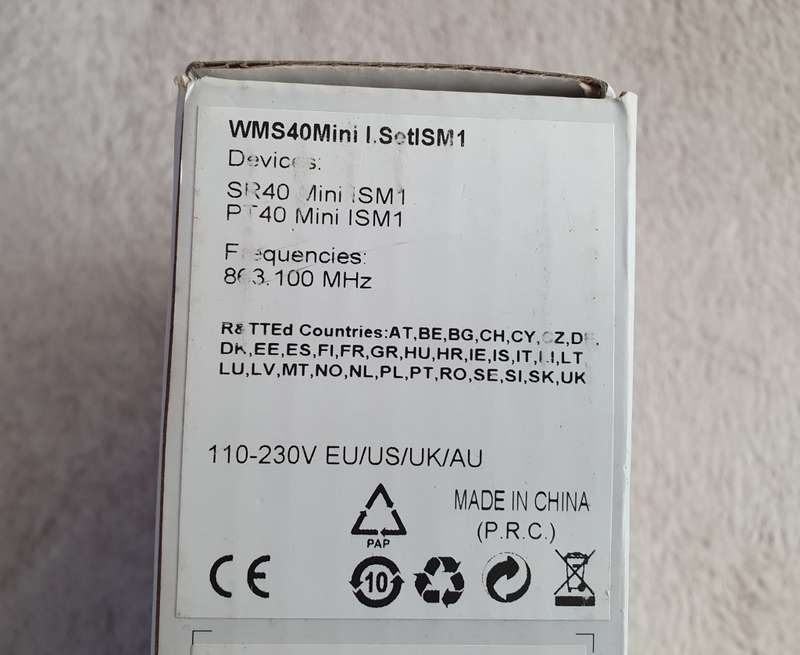 WMS40Mini I.SetISM1
Devices:
SR40 Mini ISM1
PT40 Mini ISM1
Frequencies:
863.100 MHz
R&TTEd Countries:AT,BE,BG,CH,CY,CZ,DE,
DK,EE,ES,FI,FR,GR,HU,HR,IE,IS,IT,LI,LT,
LU,LV,MT,NO,NL,PL,PT,RO,SE,SI,SK,UK
110-230V EU/US/UK/AU
PAP
MADE IN CHINA
(P.R.C.)
CE
10